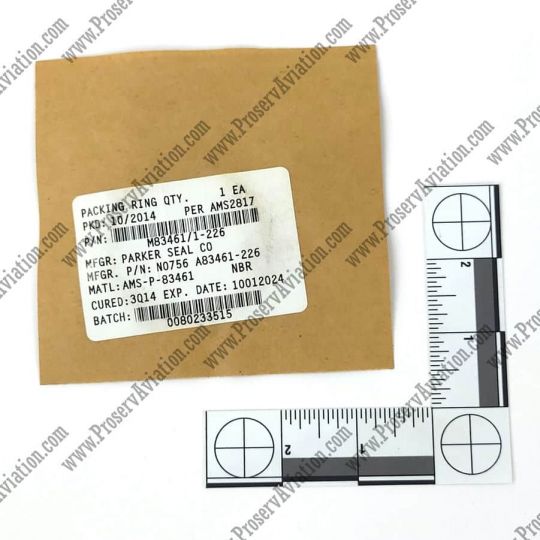 PACKING RING QTY. 1 EA
PKD: 10/2014 PER AMS2817
P/N:
M83461/1-226
MFGR: PARKER SEAL CO
MFGR. P/N: N0756 A83461-226
MATL: AMS-P-83461 NBR
CURED: 3Q14 EXP. DATE: 10012024
BATCH:
0080233515
2
1
2
1
www.ProservAviation.com